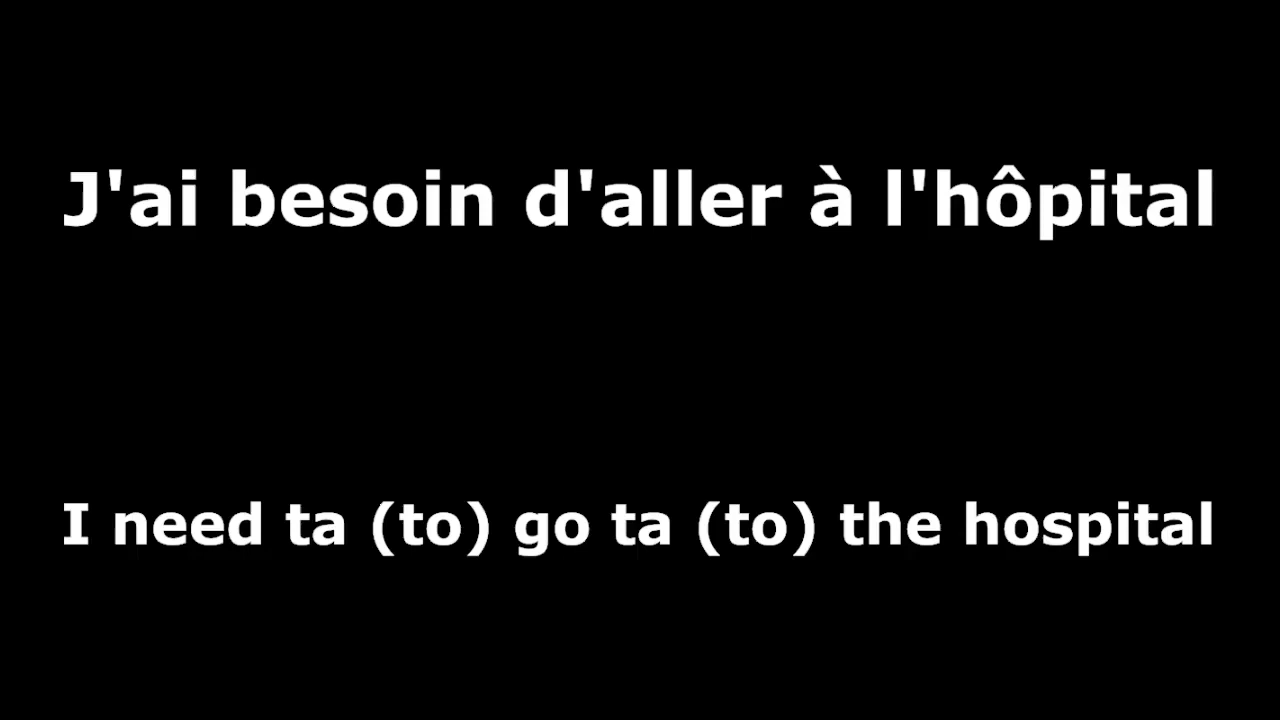 J'ai besoin d'aller à l'hôpital
I need ta (to) go ta (to) the hospital